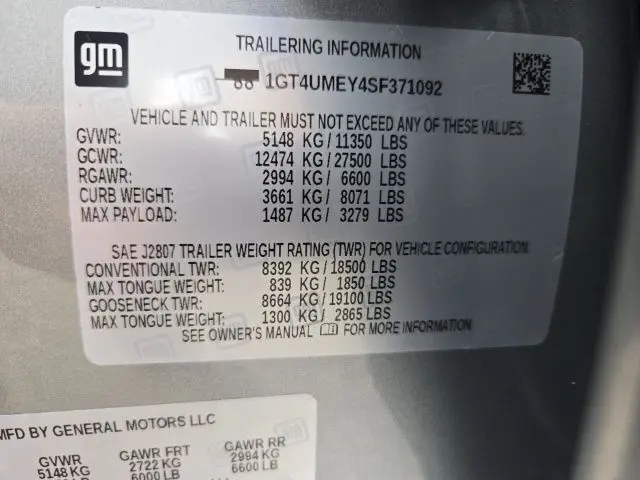 gm
TRAILERING INFORMATION
1GT4UMEY4SF371092
VEHICLE AND TRAILER MUST NOT EXCEED ANY OF THESE VALUES.
GVWR: 5148 KG / 11350 LBS
GCWR: 12474 KG / 27500 LBS
RGAWR: 2994 KG / 6600 LBS
CURB WEIGHT: 3661 KG / 8071 LBS
MAX PAYLOAD: 1487 KG / 3279 LBS
SAE J2807 TRAILER WEIGHT RATING (TWR) FOR VEHICLE CONFIGURATION.
CONVENTIONAL TWR: 8392 KG / 18500 LBS
MAX TONGUE WEIGHT: 839 KG / 1850 LBS
GOOSENECK TWR: 8664 KG / 19100 LBS
MAX TONGUE WEIGHT: 1300 KG / 2865 LBS
SEE OWNER'S MANUAL FOR MORE INFORMATION
MFD BY GENERAL MOTORS LLC
GVWR GAWR FRT GAWR RR
5148 KG 2722 KG 2994 KG
6000 LB 6600 LB